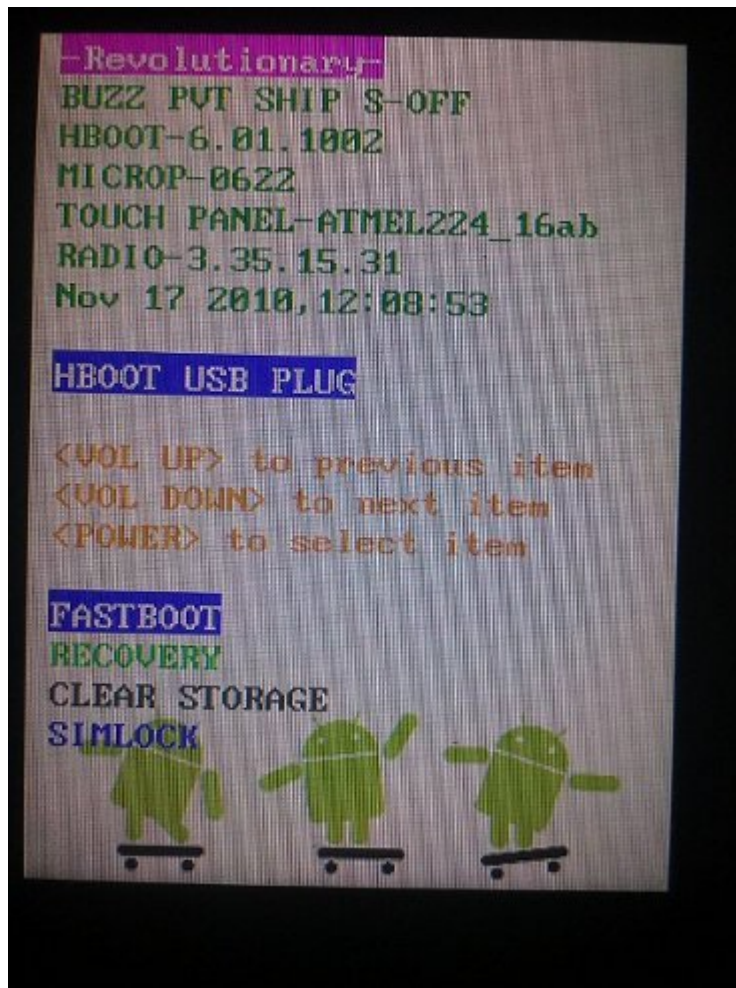 -Revolutionary-
BUZZ PVT SHIP S-OFF
HBOOT-6.01.1002
MICROP-0622
TOUCH PANEL-ATMEL224_16ab
RADIO-3.35.15.31
Nov 17 2010,12:08:53
HBOOT USB PLUG
<VOL UP> to previous item
<VOL DOWN> to next item
<POWER> to select item
FASTBOOT
RECOVERY
CLEAR STORAGE
SIMLOCK